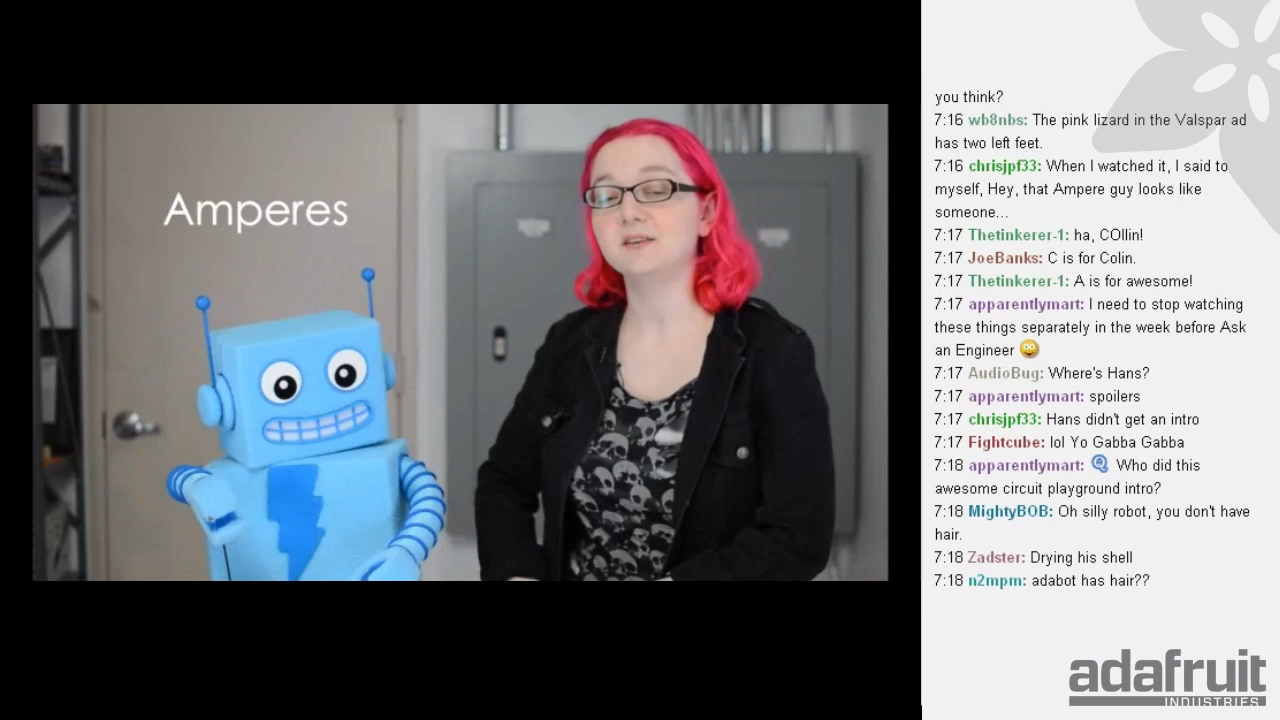 Amperes
you think?
7:16 wb8nbs: The pink lizard in the Valspar ad
has two left feet.
7:16 chrisjpf33: When I watched it, I said to
myself, Hey, that Ampere guy looks like
someone...
7:17 Thetinkerer-1: ha, COllin!
7:17 JoeBanks: C is for Colin.
7:17 Thetinkerer-1: A is for awesome!
7:17 apparentlymart: I need to stop watching
these things separately in the week before Ask
an Engineer
7:17 AudioBug: Where's Hans?
7:17 apparentlymart: spoilers
7:17 chrisjpf33: Hans didn't get an intro
7:17 Fightcube: lol Yo Gabba Gabba
7:18 apparentlymart: Q Who did this
awesome circuit playground intro?
7:18 MightyBOB: Oh silly robot, you don't have
hair.
7:18 Zadster: Drying his shell
7:18 n2mpm: adabot has hair??
adafruit
INDUSTRIES